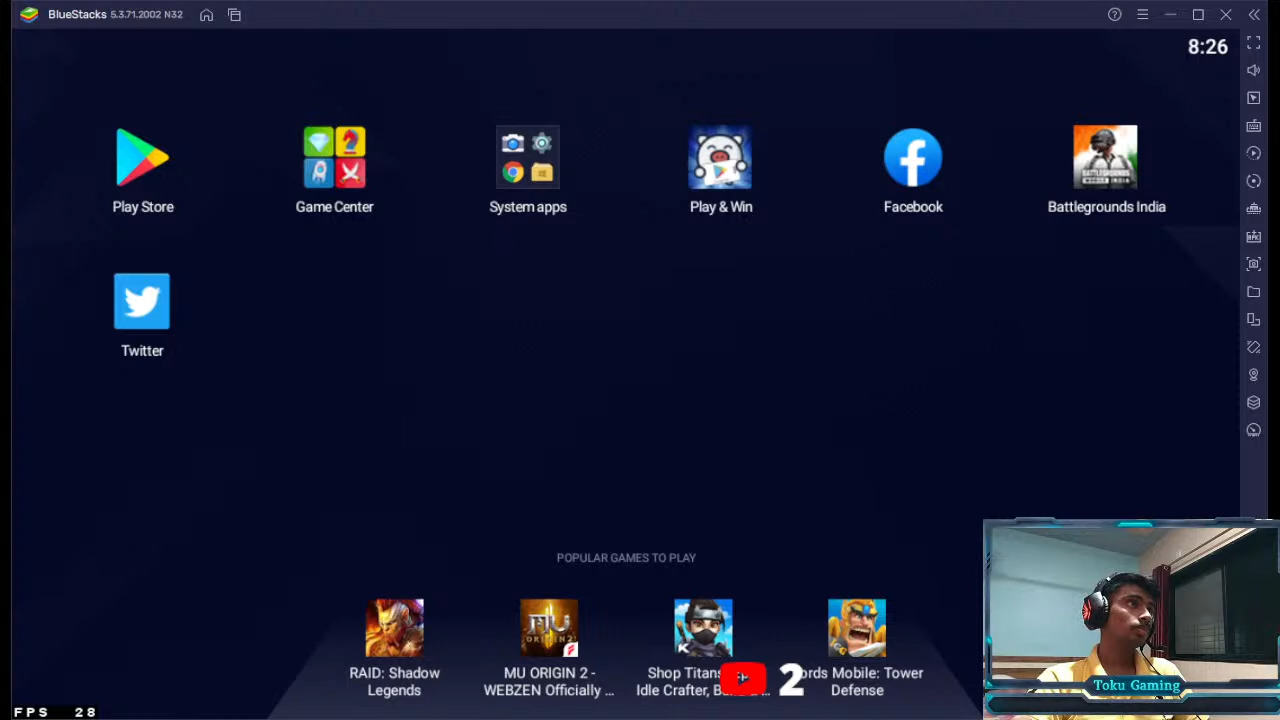 BlueStacks 5.3.71.2002 N32
8:26
Play Store
Game Center
System apps
Play & Win
Facebook
Battlegrounds India
Twitter
POPULAR GAMES TO PLAY
RAID: Shadow
Legends
MU ORIGIN 2 -
WEBZEN Officially ...
Shop Titans
Idle Crafter,
2
Mobile: Tower
Defense
Toku Gaming
FPS 28